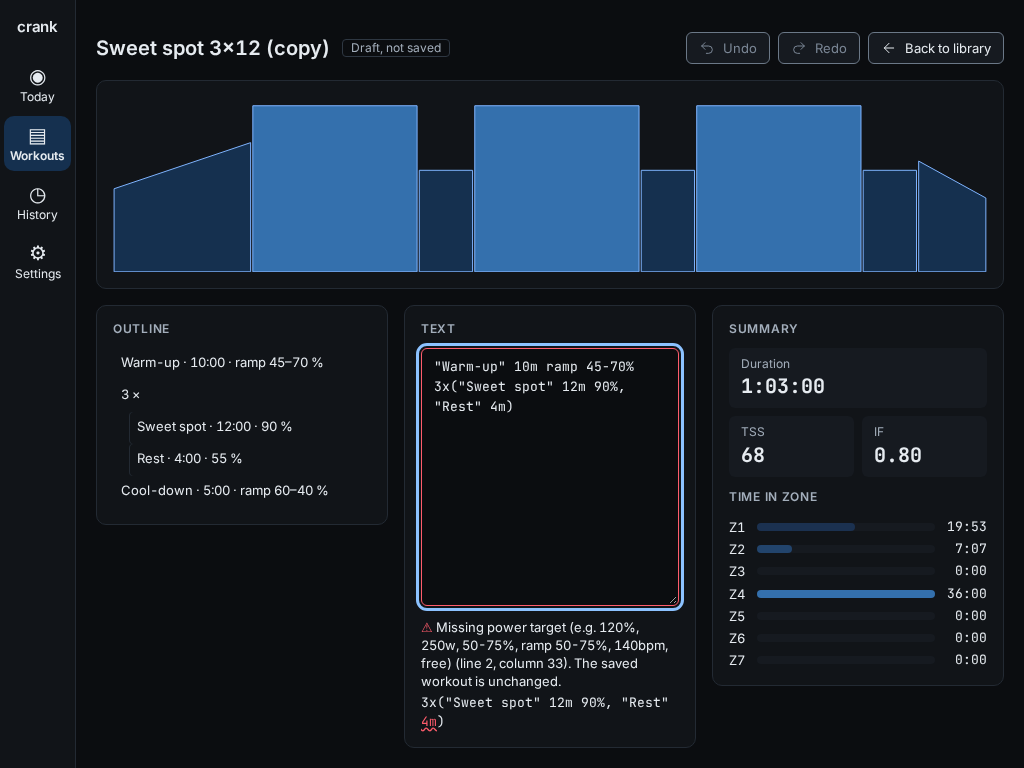 crank
Today
Workouts
History
Settings
Sweet spot 3×12 (copy)
Draft, not saved
Undo
Redo
Back to library
OUTLINE
Warm-up · 10:00 · ramp 45–70 %
3 ×
Sweet spot · 12:00 · 90 %
Rest · 4:00 · 55 %
Cool-down · 5:00 · ramp 60–40 %
TEXT
"Warm-up" 10m ramp 45-70%
3x("Sweet spot" 12m 90%,
"Rest" 4m)
⚠ Missing power target (e.g. 120%,
250w, 50-75%, ramp 50-75%, 140bpm,
free) (line 2, column 33). The saved
workout is unchanged.
3x("Sweet spot" 12m 90%, "Rest"
4m)
SUMMARY
Duration
1:03:00
TSS
68
IF
0.80
TIME IN ZONE
Z1 19:53
Z2 7:07
Z3 0:00
Z4 36:00
Z5 0:00
Z6 0:00
Z7 0:00